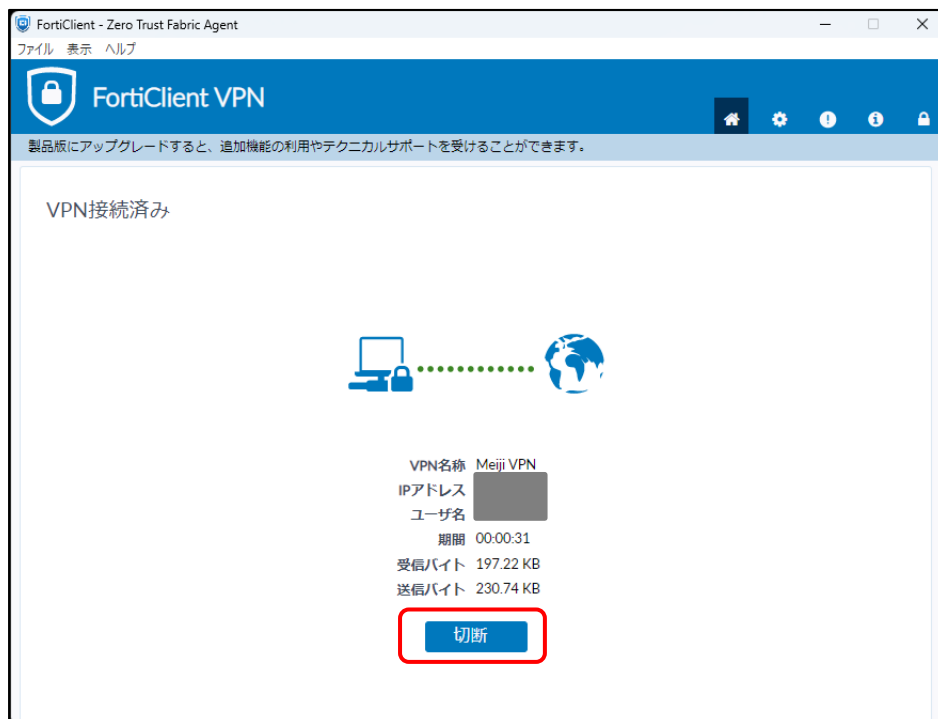 FortiClient - Zero Trust Fabric Agent
ファイル 表示 ヘルプ
FortiClient VPN
製品版にアップグレードすると、追加機能の利用やテクニカルサポートを受けることができます。
VPN接続済み
VPN名称 Meiji VPN
IPアドレス
ユーザ名
期間 00:00:31
受信バイト 197.22 KB
送信バイト 230.74 KB
切断